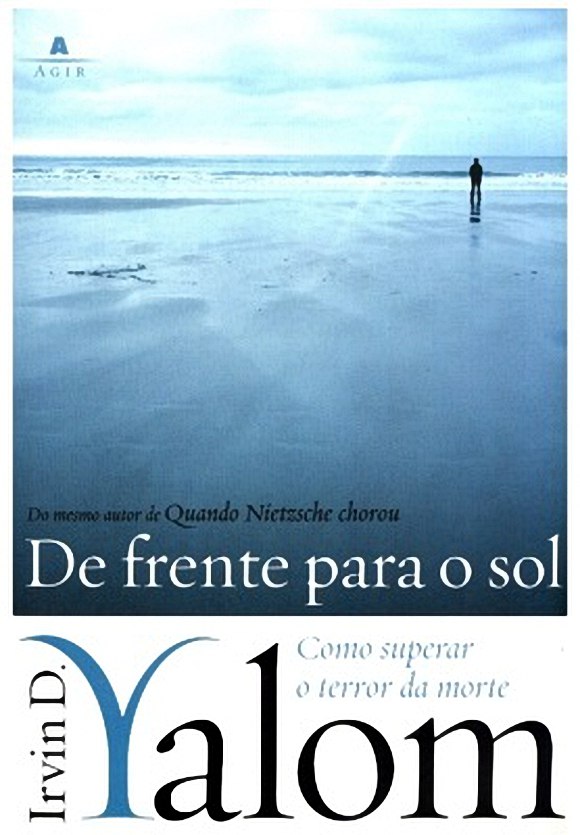 A
AGIR
Do mesmo autor de Quando Nietzsche chorou
De frente para o sol
Como superar
o terror da morte
Irvin D.
Yalom